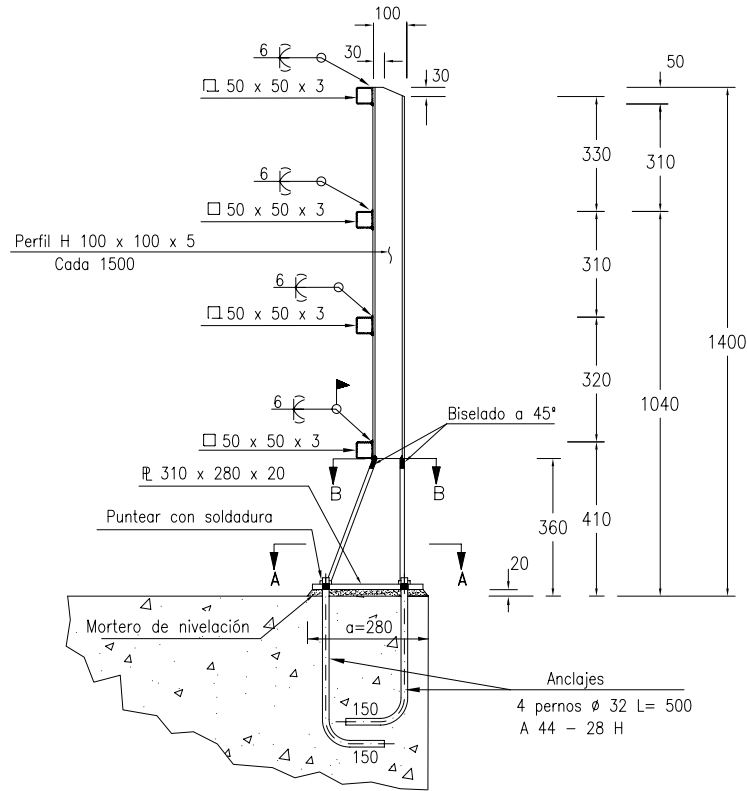 100
6
30
30
50
□ 50 x 50 x 3
330
310
6
□ 50 x 50 x 3
Perfil H 100 x 100 x 5
Cada 1500
310
6
□ 50 x 50 x 3
1400
320
1040
6
Biselado a 45°
□ 50 x 50 x 3
B
B
℄ 310 x 280 x 20
360
410
Puntear con soldadura
20
A
A
Mortero de nivelación
a=280
Anclajes
150
4 pernos ø 32 L= 500
A 44 - 28 H
150